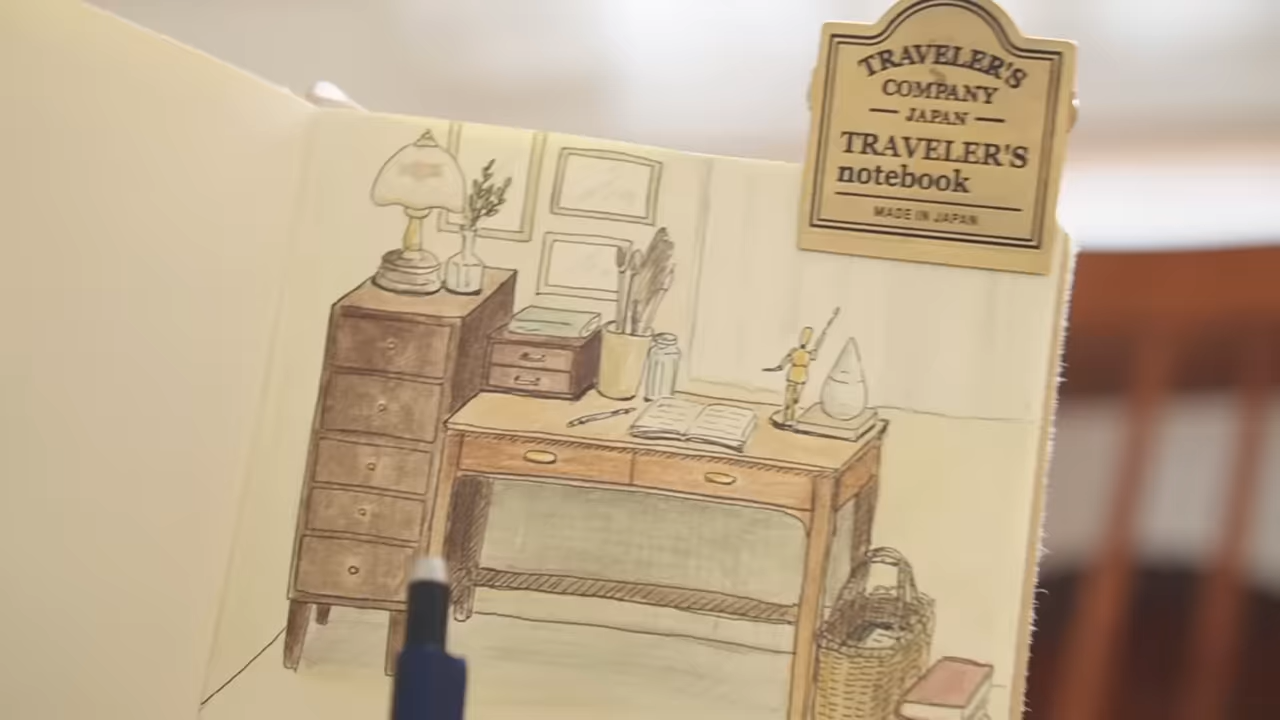 TRAVELER'S
COMPANY
JAPAN
TRAVELER'S
notebook
MADE IN JAPAN